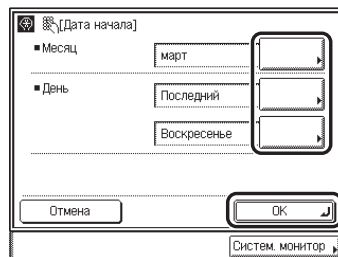 [Дата начала]
▪ Месяц март
▪ День Последний
Воскресенье
Отмена OK
Систем. монитор